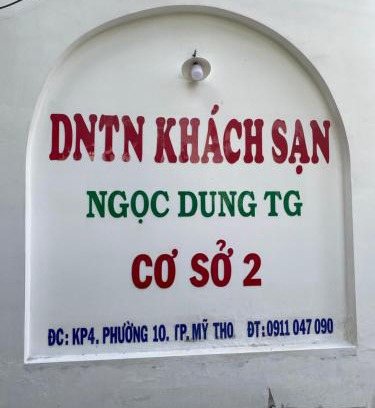 DNTN KHÁCH SẠN
NGỌC DUNG TG
CƠ SỞ 2
ĐC: KP4, PHƯỜNG 10, TP. MỸ THO ĐT: 0911 047 090